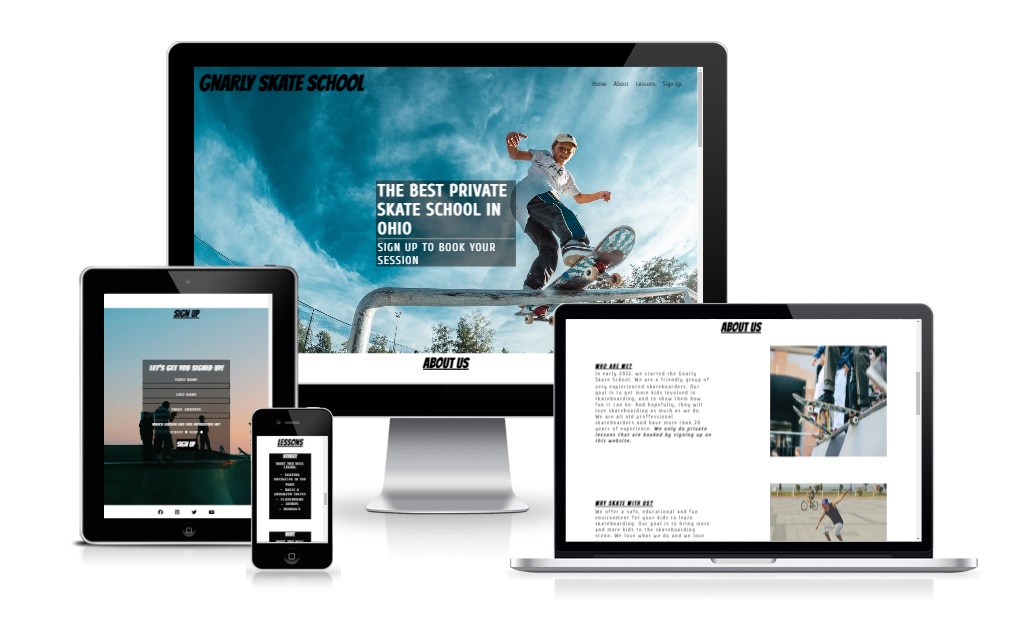 GNARLY SKATE SCHOOL
Home About Lessons Sign Up
THE BEST PRIVATE
SKATE SCHOOL IN
OHIO
SIGN UP TO BOOK YOUR
SESSION
ABOUT US
SIGN UP
LET'S GET YOU SIGNED UP!
FIRST NAME
LAST NAME
EMAIL ADDRESS
SIGN UP
LESSONS
STREET
WHAT YOU WILL
LEARN:
ABOUT US
WHO ARE WE?
In early 2021, we started the Gnarly
Skate School. We are a friendly group of
very experienced skateboarders. Our
goal is to get more kids involved in
skateboarding, and to show them how
fun it can be. And hopefully, they will
love skateboarding as much as we do.
We are all old proffessional
skateboarders and have more than 20
years of experience. We only do private
lessons that are booked by signing up on
this website.
WHY SKATE WITH US?
We offer a safe, educational and fun
environment for your kids to learn
skateboarding. Our goal is to bring more
and more kids to the skateboarding
scene. We love what we do and we love